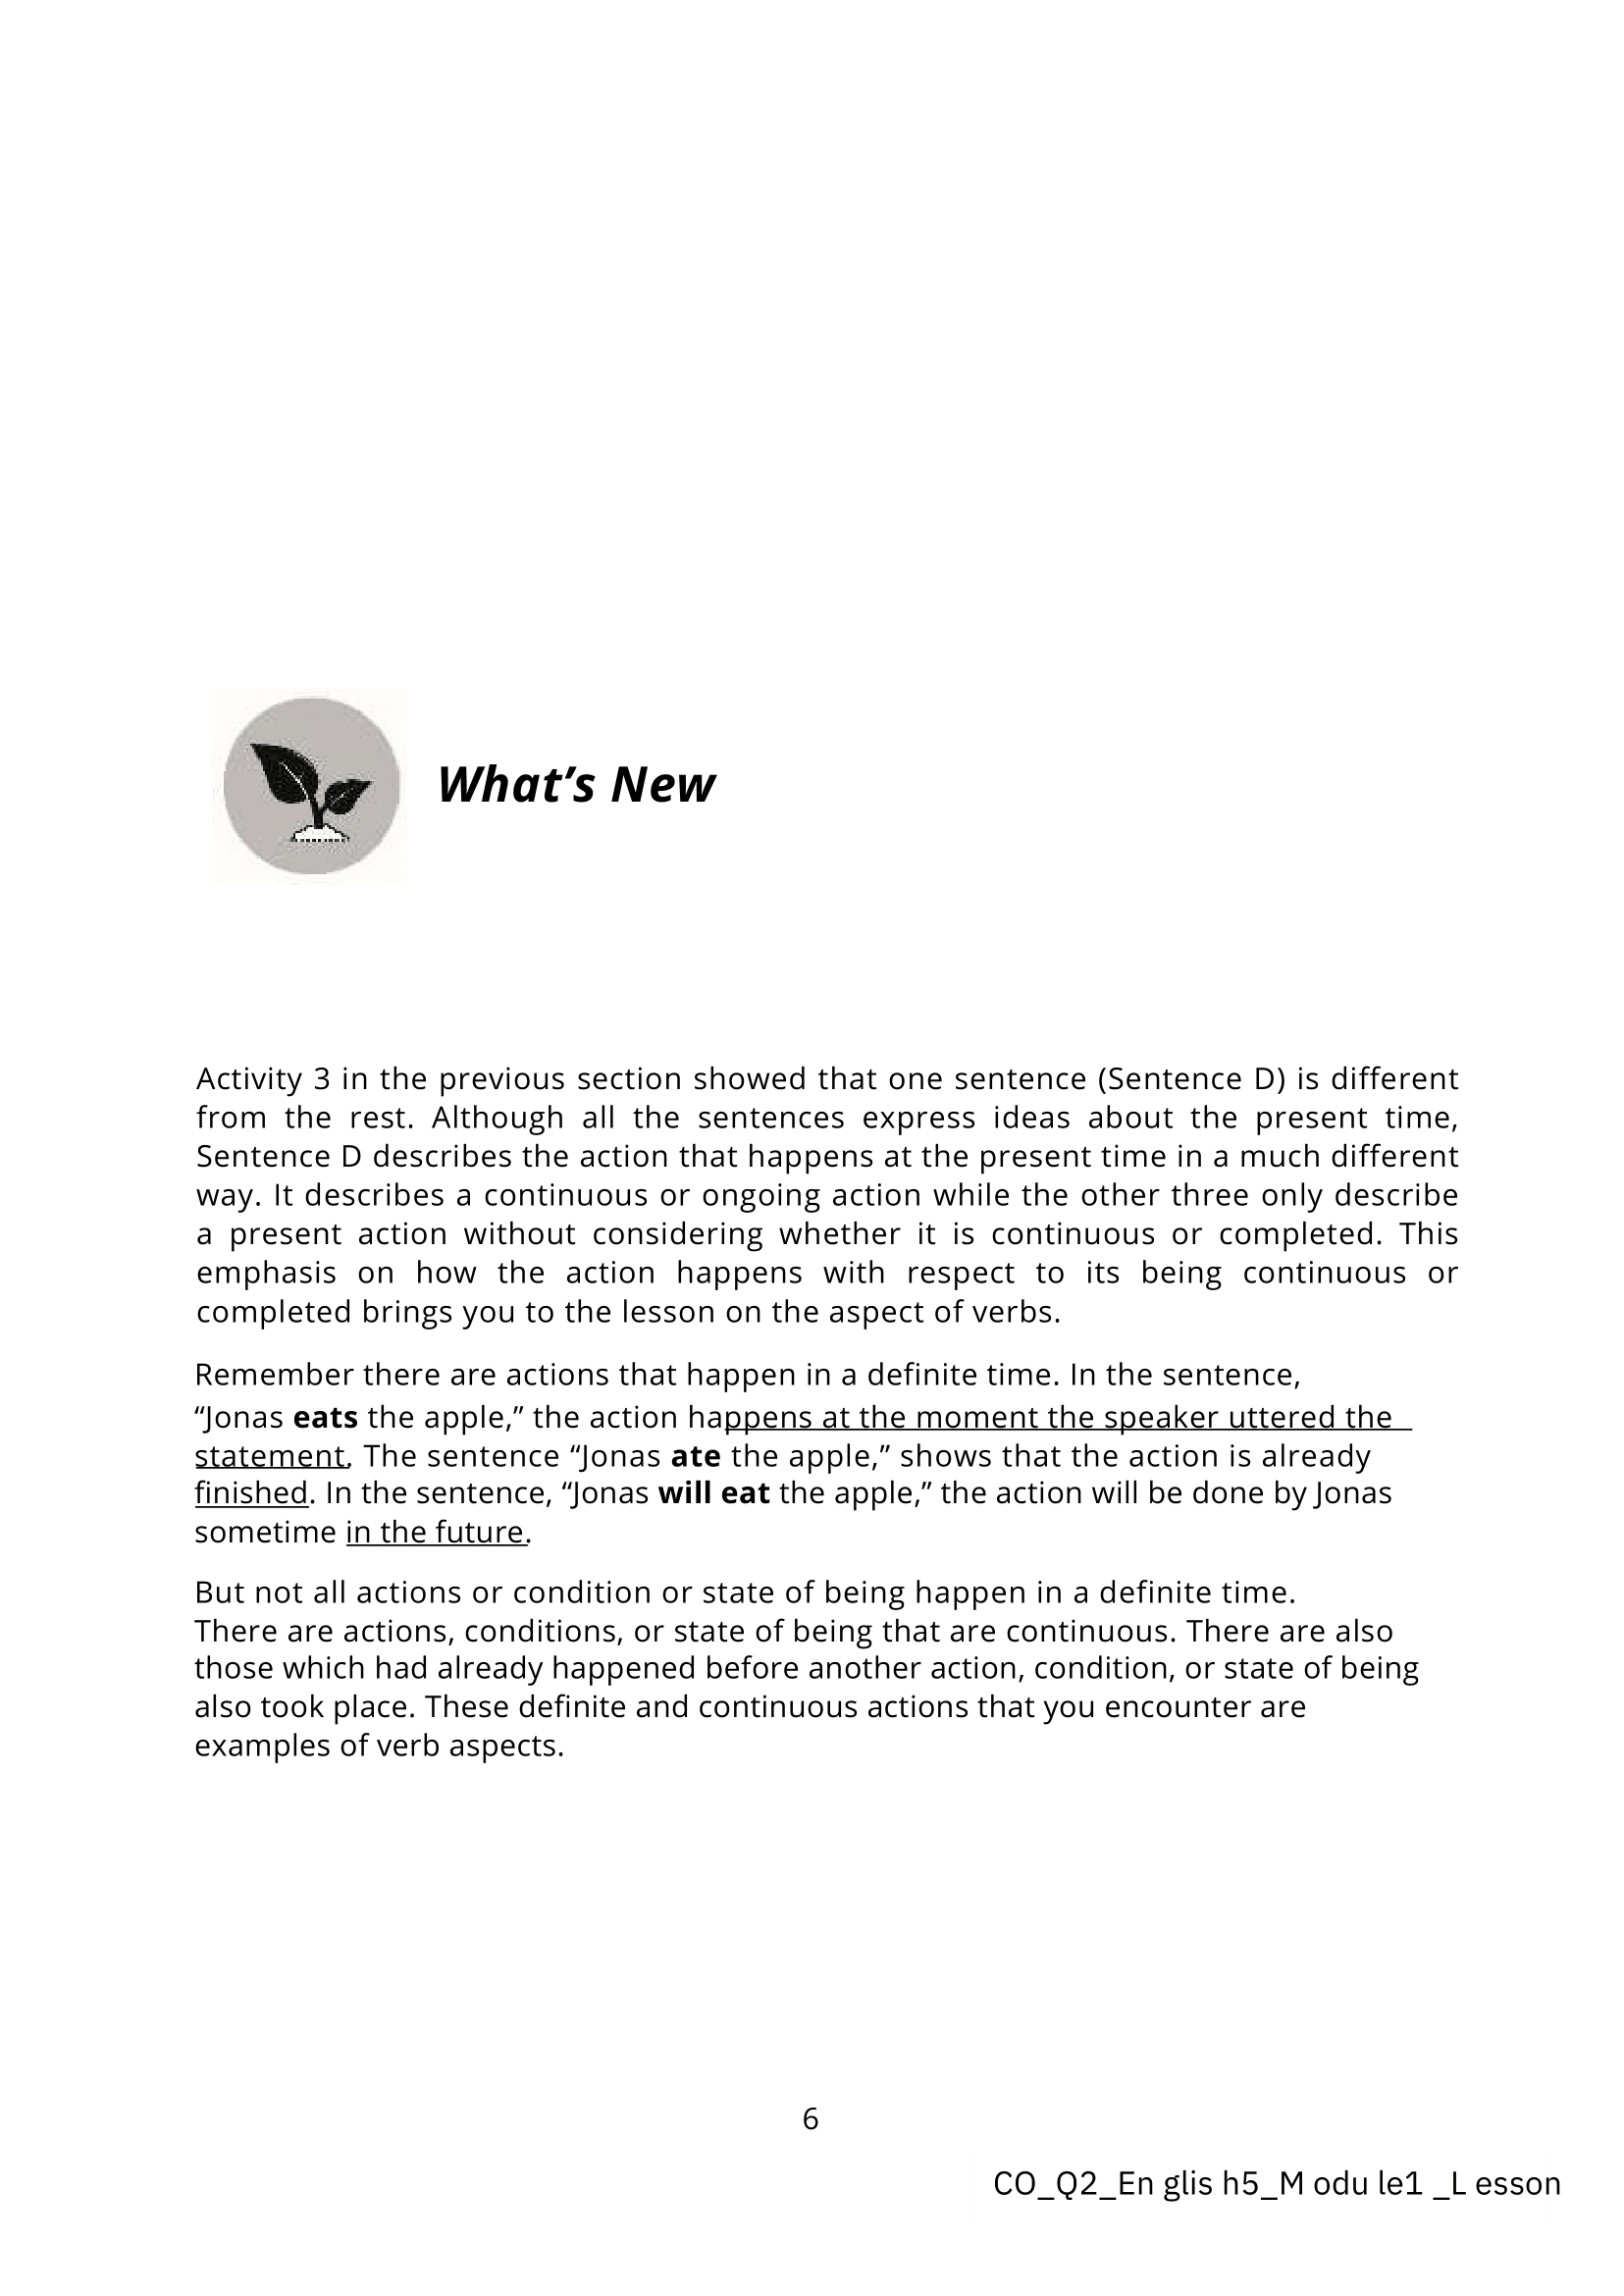 What’s New
Activity 3 in the previous section showed that one sentence (Sentence D) is different
from the rest. Although all the sentences express ideas about the present time,
Sentence D describes the action that happens at the present time in a much different
way. It describes a continuous or ongoing action while the other three only describe
a present action without considering whether it is continuous or completed. This
emphasis on how the action happens with respect to its being continuous or
completed brings you to the lesson on the aspect of verbs.
Remember there are actions that happen in a definite time. In the sentence,
“Jonas eats the apple,” the action happens at the moment the speaker uttered the
statement. The sentence “Jonas ate the apple,” shows that the action is already
finished. In the sentence, “Jonas will eat the apple,” the action will be done by Jonas
sometime in the future.
But not all actions or condition or state of being happen in a definite time.
There are actions, conditions, or state of being that are continuous. There are also
those which had already happened before another action, condition, or state of being
also took place. These definite and continuous actions that you encounter are
examples of verb aspects.
6
CO_Q2_En glis h5_M odu le1 _L esson